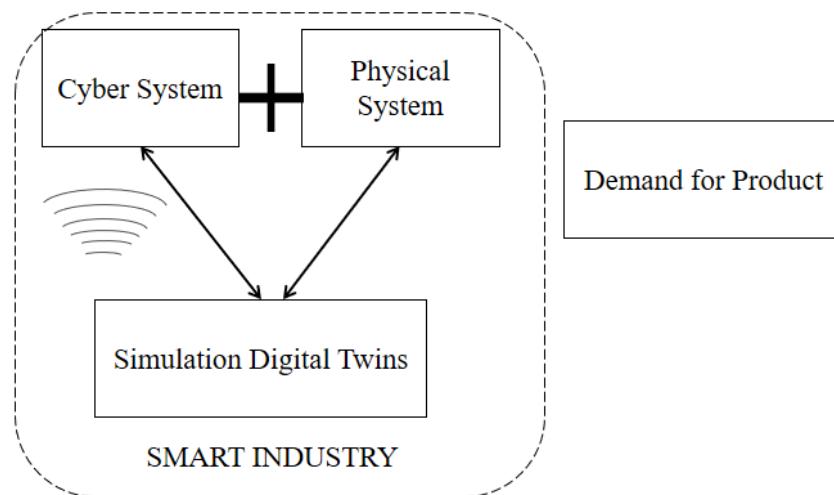 Cyber System
Physical
System
Demand for Product
Simulation Digital Twins
SMART INDUSTRY